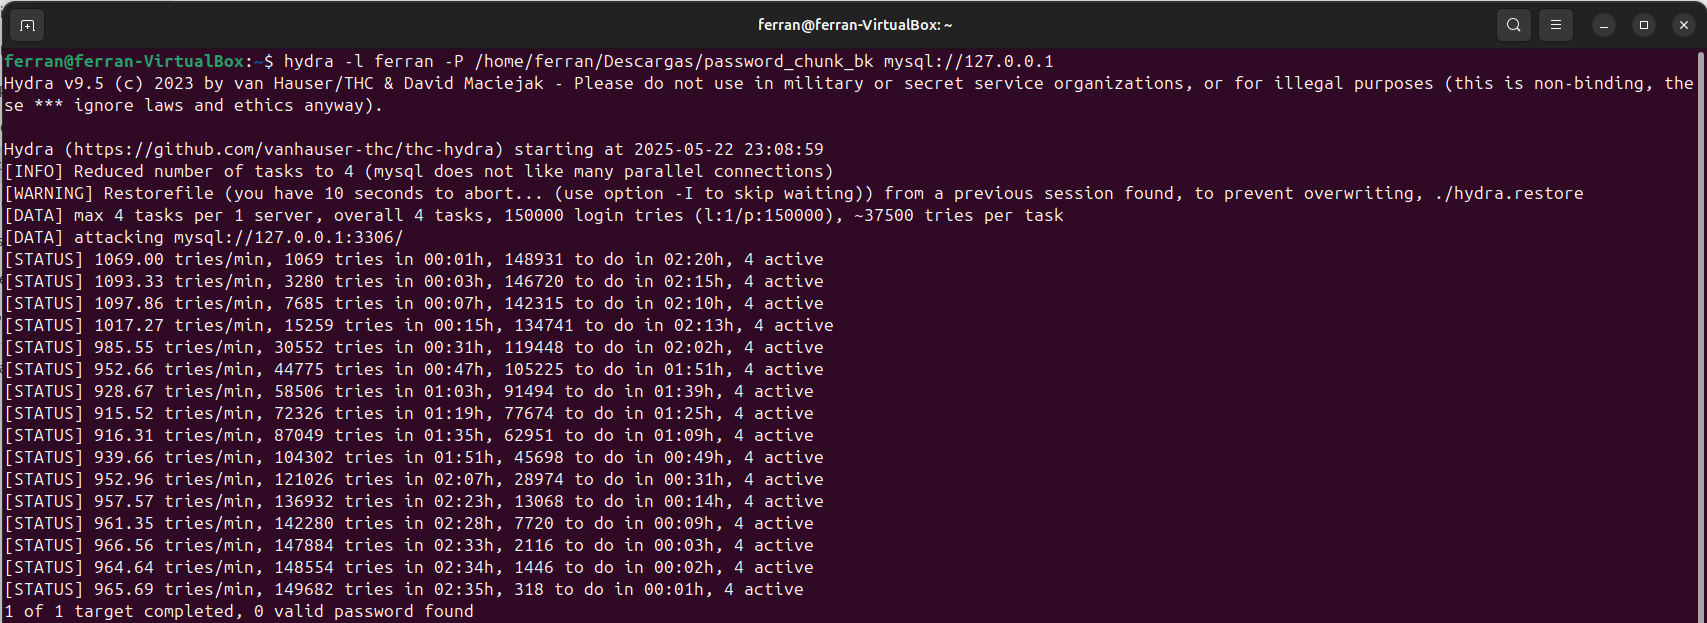 ferran@ferran-VirtualBox: ~
ferran@ferran-VirtualBox:~$ hydra -l ferran -P /home/ferran/Descargas/password_chunk_bk mysql://127.0.0.1
Hydra v9.5 (c) 2023 by van Hauser/THC & David Maciejak - Please do not use in military or secret service organizations, or for illegal purposes (this is non-binding, the
se *** ignore laws and ethics anyway).
Hydra (https://github.com/vanhauser-thc/thc-hydra) starting at 2025-05-22 23:08:59
[INFO] Reduced number of tasks to 4 (mysql does not like many parallel connections)
[WARNING] Restorefile (you have 10 seconds to abort... (use option -I to skip waiting)) from a previous session found, to prevent overwriting, ./hydra.restore
[DATA] max 4 tasks per 1 server, overall 4 tasks, 150000 login tries (l:1/p:150000), ~37500 tries per task
[DATA] attacking mysql://127.0.0.1:3306/
[STATUS] 1069.00 tries/min, 1069 tries in 00:01h, 148931 to do in 02:20h, 4 active
[STATUS] 1093.33 tries/min, 3280 tries in 00:03h, 146720 to do in 02:15h, 4 active
[STATUS] 1097.86 tries/min, 7685 tries in 00:07h, 142315 to do in 02:10h, 4 active
[STATUS] 1017.27 tries/min, 15259 tries in 00:15h, 134741 to do in 02:13h, 4 active
[STATUS] 985.55 tries/min, 30552 tries in 00:31h, 119448 to do in 02:02h, 4 active
[STATUS] 952.66 tries/min, 44775 tries in 00:47h, 105225 to do in 01:51h, 4 active
[STATUS] 928.67 tries/min, 58506 tries in 01:03h, 91494 to do in 01:39h, 4 active
[STATUS] 915.52 tries/min, 72326 tries in 01:19h, 77674 to do in 01:25h, 4 active
[STATUS] 916.31 tries/min, 87049 tries in 01:35h, 62951 to do in 01:09h, 4 active
[STATUS] 939.66 tries/min, 104302 tries in 01:51h, 45698 to do in 00:49h, 4 active
[STATUS] 952.96 tries/min, 121026 tries in 02:07h, 28974 to do in 00:31h, 4 active
[STATUS] 957.57 tries/min, 136932 tries in 02:23h, 13068 to do in 00:14h, 4 active
[STATUS] 961.35 tries/min, 142280 tries in 02:28h, 7720 to do in 00:09h, 4 active
[STATUS] 966.56 tries/min, 147884 tries in 02:33h, 2116 to do in 00:03h, 4 active
[STATUS] 964.64 tries/min, 148554 tries in 02:34h, 1446 to do in 00:02h, 4 active
[STATUS] 965.69 tries/min, 149682 tries in 02:35h, 318 to do in 00:01h, 4 active
1 of 1 target completed, 0 valid password found